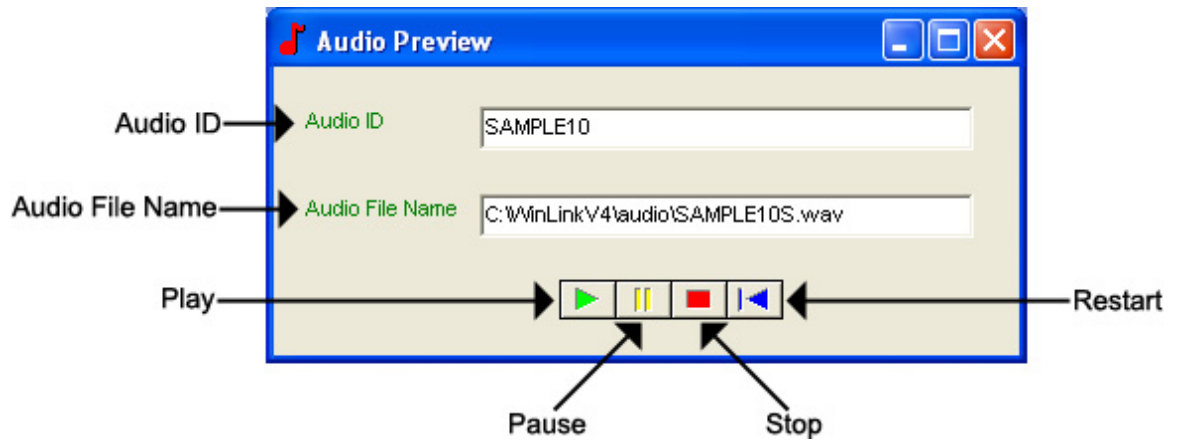 Audio Preview
Audio ID
Audio ID
SAMPLE10
Audio File Name
Audio File Name
C:\WinLinkV4\audio\SAMPLE10S.wav
Play
Restart
Pause
Stop